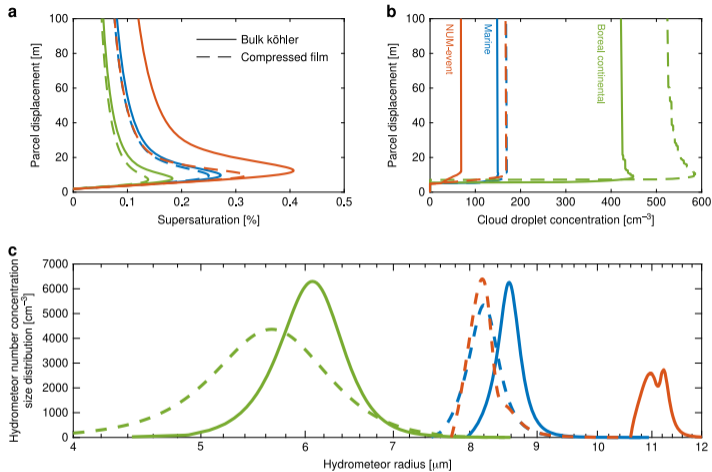 a
100
80
60
40
20
0
Parcel displacement [m]
0
0.1
0.2
0.3
0.4
0.5
Supersaturation [%]
Bulk köhler
Compressed film
b
100
80
60
40
20
0
Parcel displacement [m]
0
100
200
300
400
500
600
Cloud droplet concentration [cm⁻³]
NUM-event
Marine
Boreal continental
c
7000
6000
5000
4000
3000
2000
1000
0
Hydrometeor number concentration
size distribution [cm⁻³]
4
5
6
7
8
9
10
11
12
Hydrometeor radius [μm]